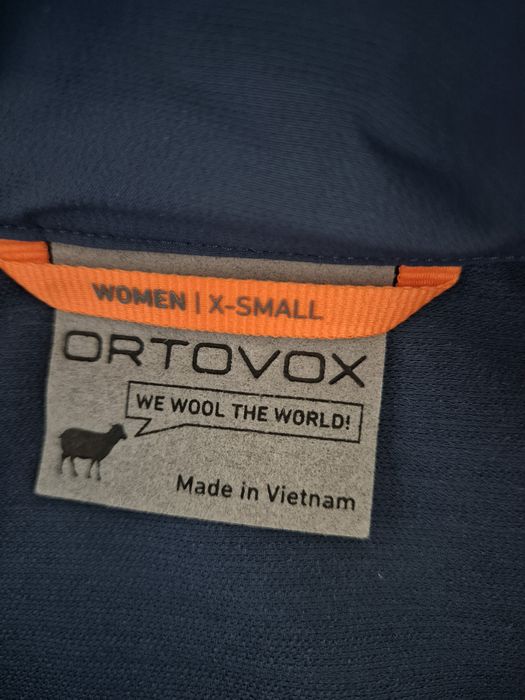 WOMEN | X-SMALL
ORTOVOX
WE WOOL THE WORLD!
Made in Vietnam